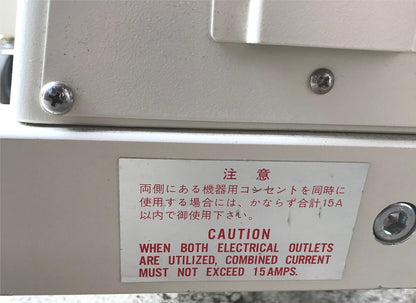 注意
両側にある機器用コンセントを同時に
使用する場合には、かならず合計15A
以内で御使用下さい。
CAUTION
WHEN BOTH ELECTRICAL OUTLETS
ARE UTILIZED, COMBINED CURRENT
MUST NOT EXCEED 15AMPS.